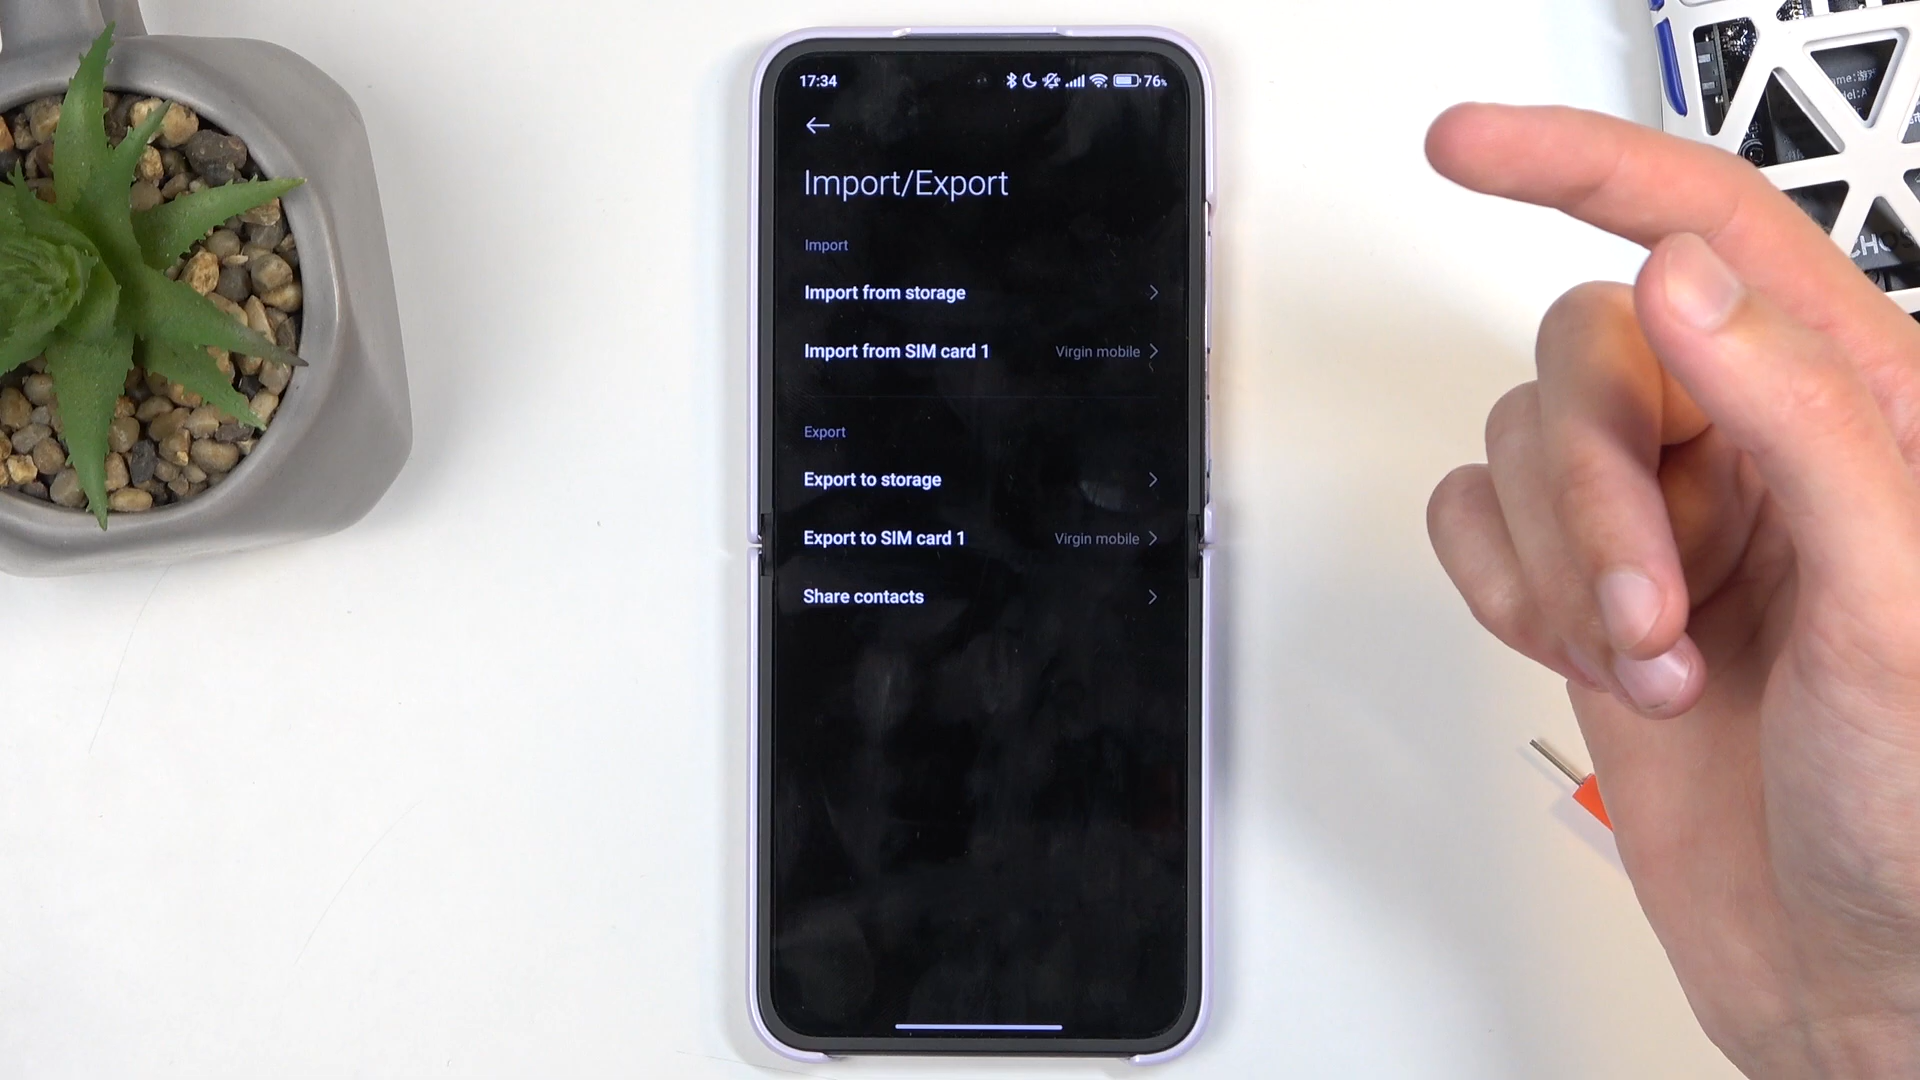 17:34
76%
Import/Export
Import
Import from storage
Import from SIM card 1 Virgin mobile
Export
Export to storage
Export to SIM card 1 Virgin mobile
Share contacts